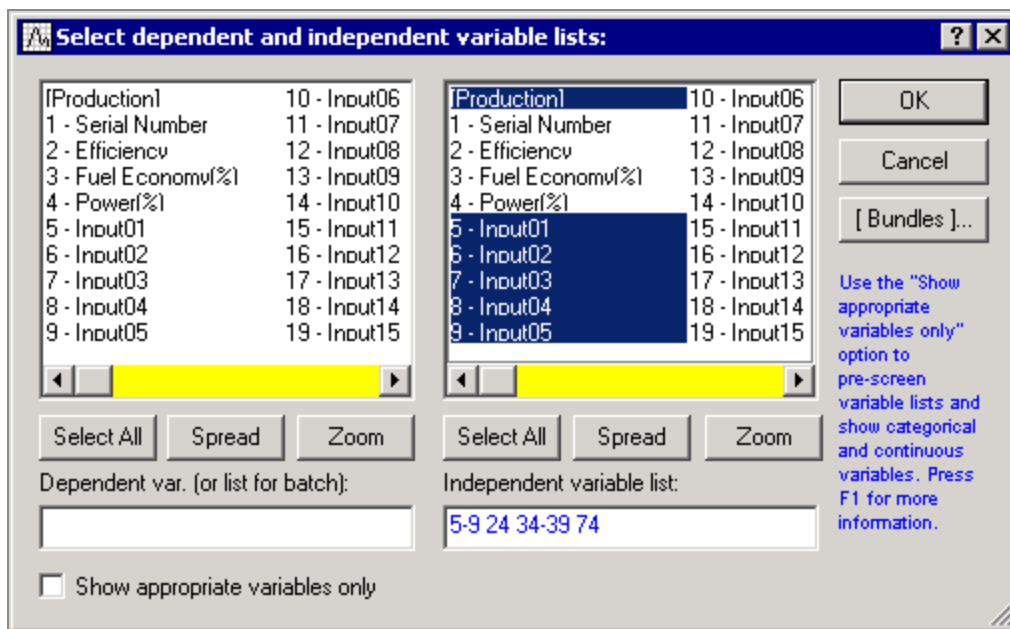 Select dependent and independent variable lists:
[Production]
1 - Serial Number
2 - Efficiency
3 - Fuel Economy(%)
4 - Power(%)
5 - Input01
6 - Input02
7 - Input03
8 - Input04
9 - Input05
10 - Input06
11 - Input07
12 - Input08
13 - Input09
14 - Input10
15 - Input11
16 - Input12
17 - Input13
18 - Input14
19 - Input15
[Production]
1 - Serial Number
2 - Efficiency
3 - Fuel Economy(%)
4 - Power(%)
5 - Input01
6 - Input02
7 - Input03
8 - Input04
9 - Input05
10 - Input06
11 - Input07
12 - Input08
13 - Input09
14 - Input10
15 - Input11
16 - Input12
17 - Input13
18 - Input14
19 - Input15
OK
Cancel
[ Bundles ]...
Use the "Show
appropriate
variables only"
option to
pre-screen
variable lists and
show categorical
and continuous
variables. Press
F1 for more
information.
Select All
Spread
Zoom
Select All
Spread
Zoom
Dependent var. (or list for batch):
Independent variable list:
5-9 24 34-39 74
Show appropriate variables only